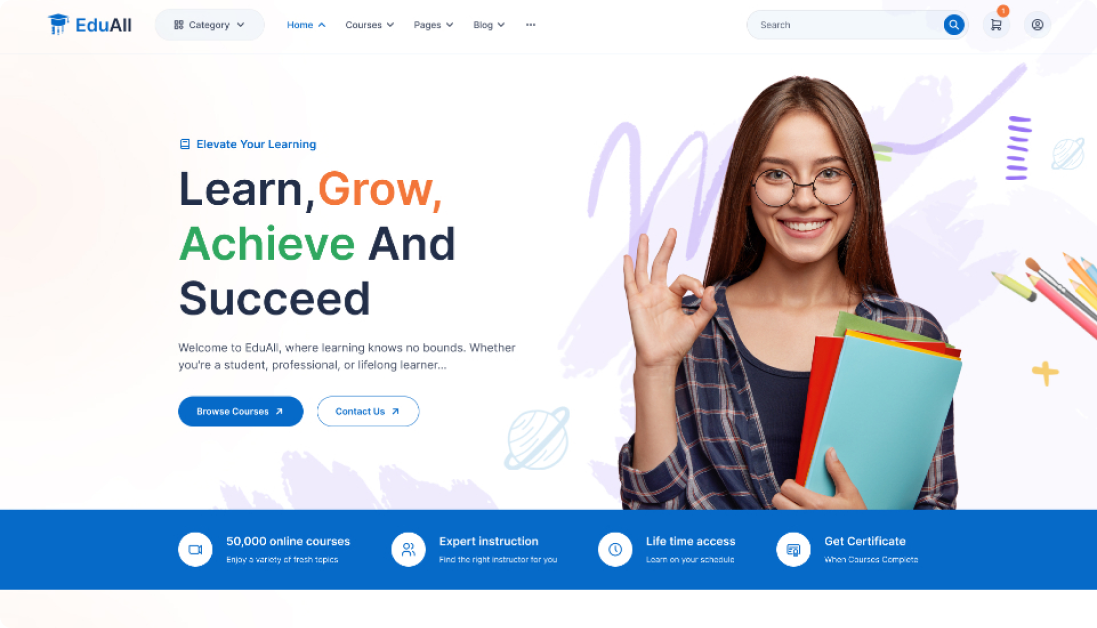 EduAll
Category
Home
Courses
Pages
Blog
Search
1
Elevate Your Learning
Learn,Grow,
Achieve And
Succeed
Welcome to EduAll, where learning knows no bounds. Whether
you're a student, professional, or lifelong learner...
Browse Courses
Contact Us
50,000 online courses
Enjoy a variety of fresh topics
Expert instruction
Find the right instructor for you
Life time access
Learn on your schedule
Get Certificate
When Courses Complete